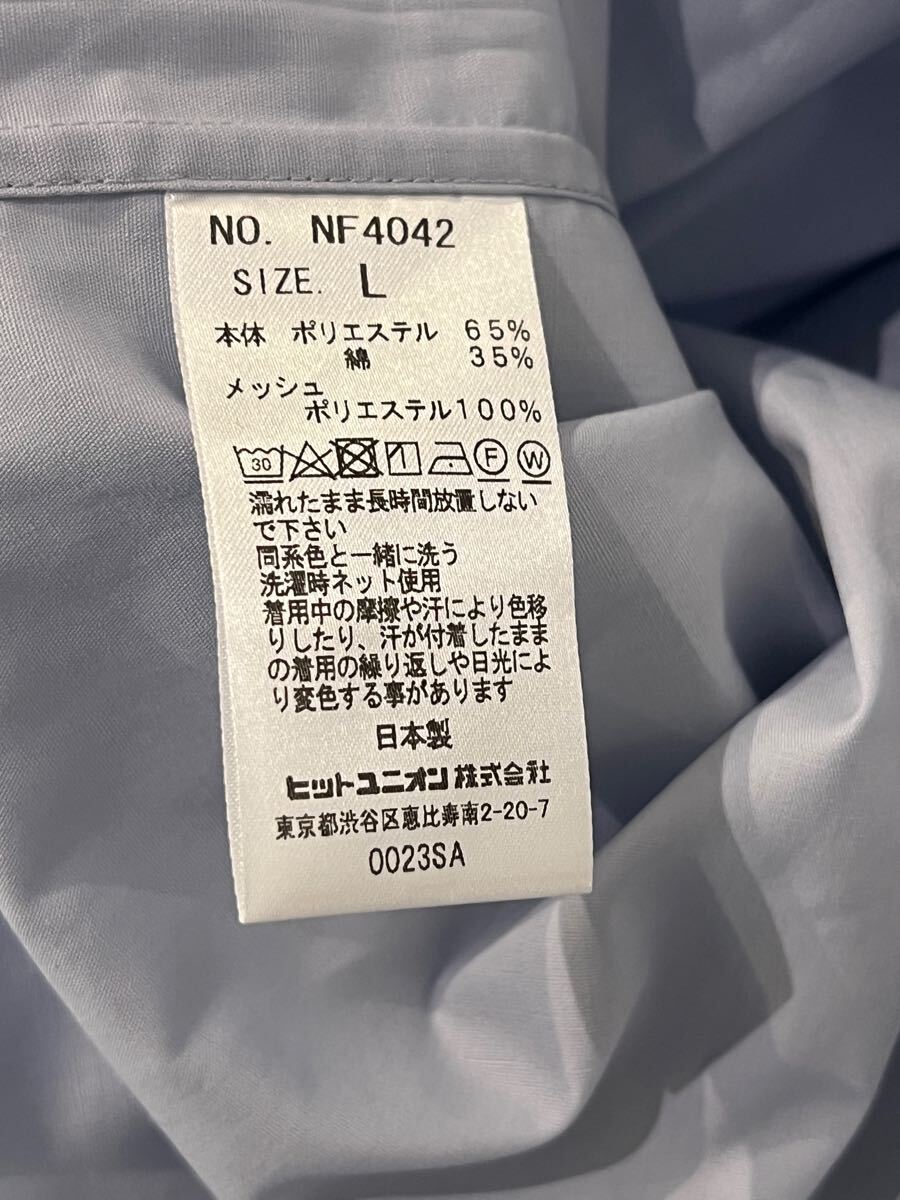 NO. NF4042
SIZE. L
本体 ポリエステル 65%
綿 35%
メッシュ
ポリエステル100%
30 F W
濡れたまま長時間放置しない
で下さい
同系色と一緒に洗う
洗濯時ネット使用
着用中の摩擦や汗により色移
りしたり、汗が付着したまま
の着用の繰り返しや日光によ
り変色する事があります
日本製
ヒットユニオン株式会社
東京都渋谷区恵比寿南2-20-7
0023SA